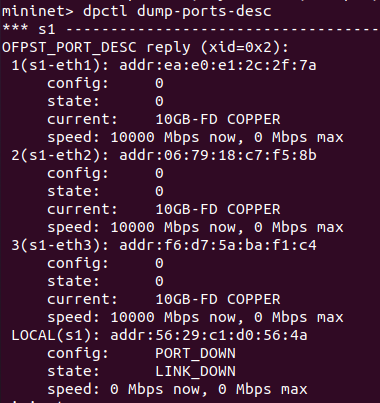 mininet> dpctl dump-ports-desc
*** s1 -----------------------------------
OFPST_PORT_DESC reply (xid=0x2):
 1(s1-eth1): addr:ea:e0:e1:2c:2f:7a
     config:     0
     state:      0
     current:    10GB-FD COPPER
     speed: 10000 Mbps now, 0 Mbps max
 2(s1-eth2): addr:06:79:18:c7:f5:8b
     config:     0
     state:      0
     current:    10GB-FD COPPER
     speed: 10000 Mbps now, 0 Mbps max
 3(s1-eth3): addr:f6:d7:5a:ba:f1:c4
     config:     0
     state:      0
     current:    10GB-FD COPPER
     speed: 10000 Mbps now, 0 Mbps max
 LOCAL(s1): addr:56:29:c1:d0:56:4a
     config:     PORT_DOWN
     state:      LINK_DOWN
     speed: 0 Mbps now, 0 Mbps max